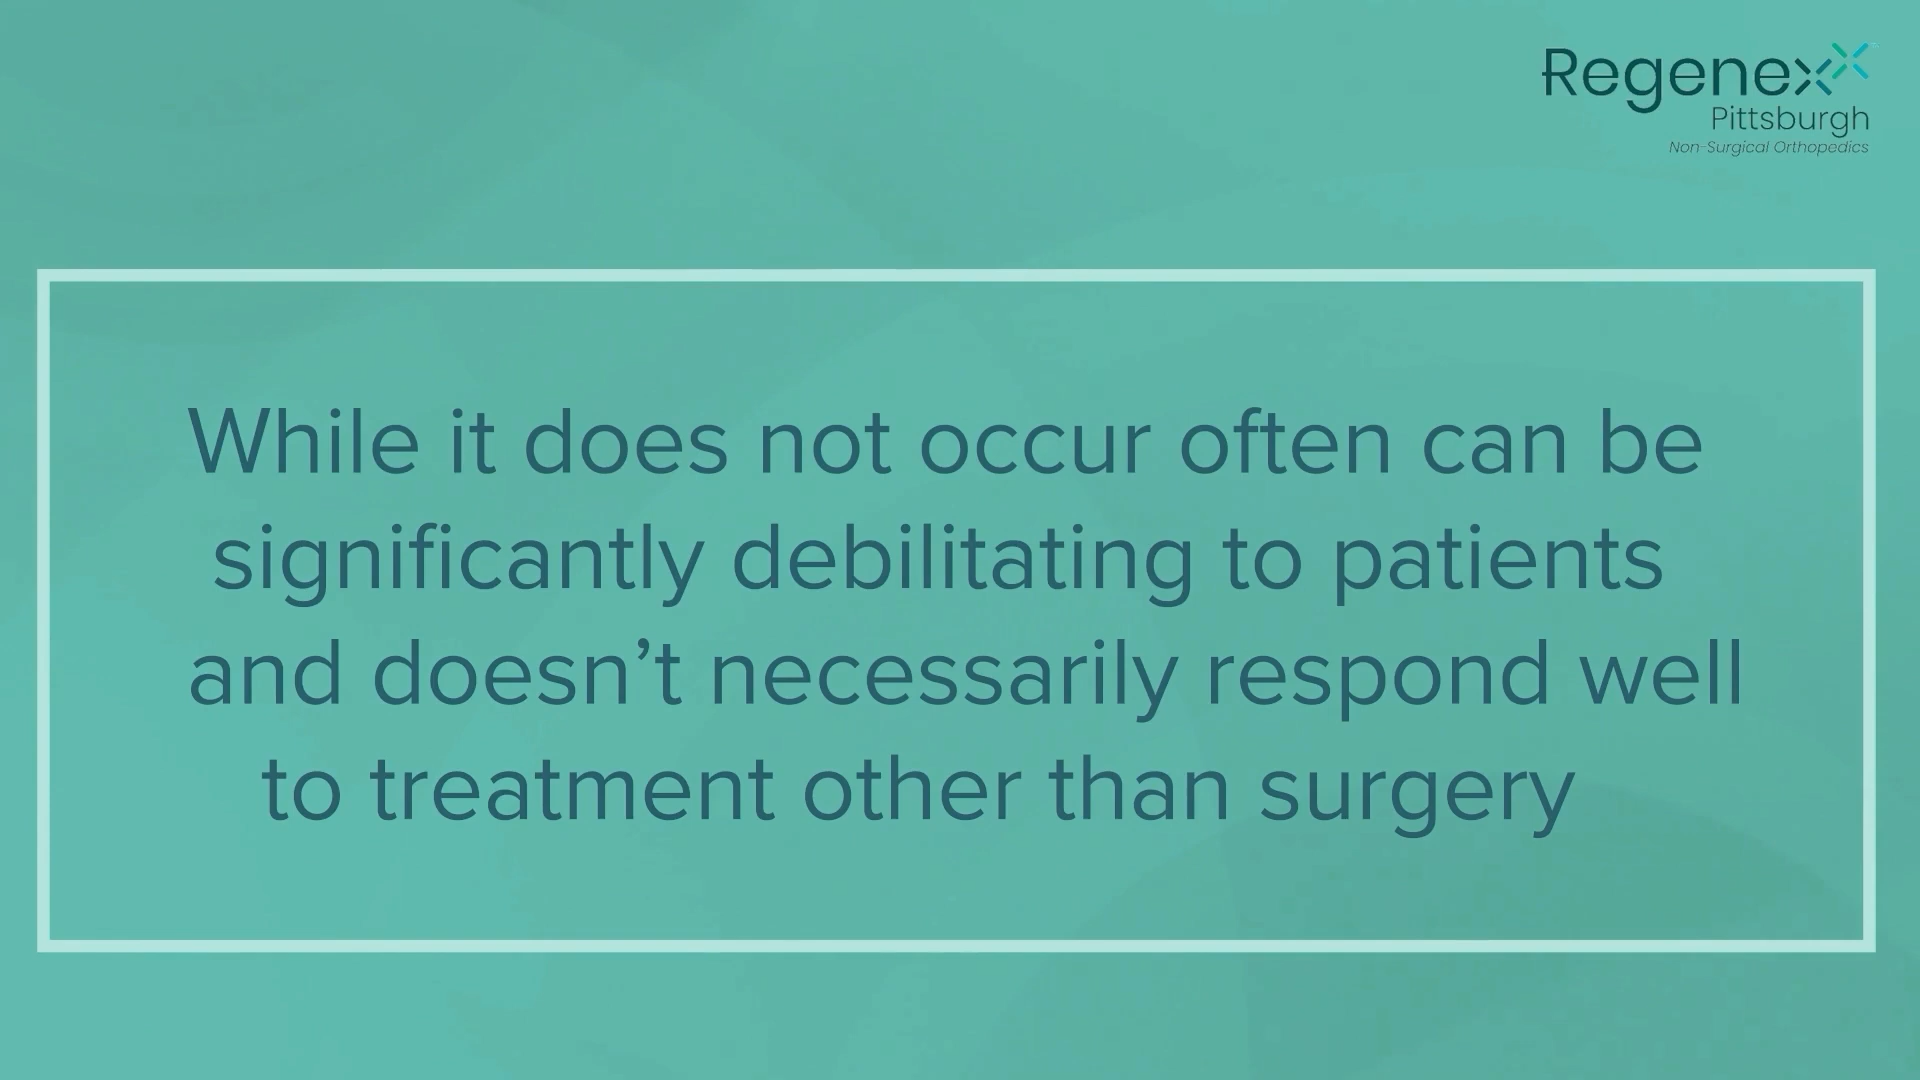 Regenexx
Pittsburgh
Non-Surgical Orthopedics
While it does not occur often can be
significantly debilitating to patients
and doesn’t necessarily respond well
to treatment other than surgery